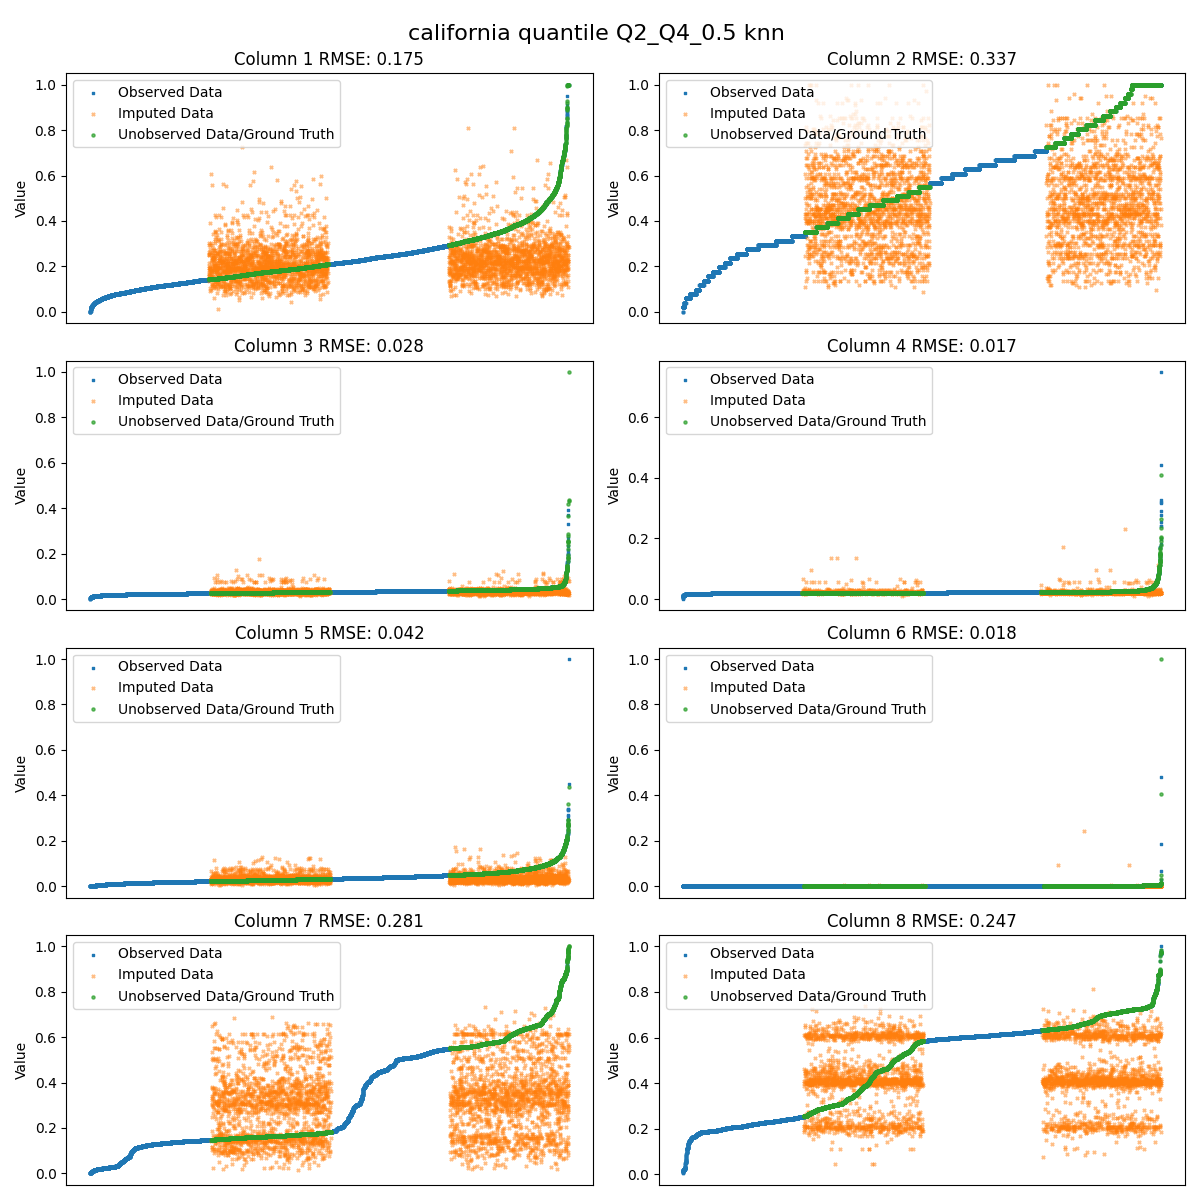 california quantile Q2_Q4_0.5 knn
Column 1 RMSE: 0.175
1.0
0.8
0.6
0.4
0.2
0.0
Value
Observed Data
Imputed Data
Unobserved Data/Ground Truth
Column 2 RMSE: 0.337
1.0
0.8
0.6
0.4
0.2
0.0
Value
Observed Data
Imputed Data
Unobserved Data/Ground Truth
Column 3 RMSE: 0.028
1.0
0.8
0.6
0.4
0.2
0.0
Value
Observed Data
Imputed Data
Unobserved Data/Ground Truth
Column 4 RMSE: 0.017
0.6
0.4
0.2
0.0
Value
Observed Data
Imputed Data
Unobserved Data/Ground Truth
Column 5 RMSE: 0.042
1.0
0.8
0.6
0.4
0.2
0.0
Value
Observed Data
Imputed Data
Unobserved Data/Ground Truth
Column 6 RMSE: 0.018
1.0
0.8
0.6
0.4
0.2
0.0
Value
Observed Data
Imputed Data
Unobserved Data/Ground Truth
Column 7 RMSE: 0.281
1.0
0.8
0.6
0.4
0.2
0.0
Value
Observed Data
Imputed Data
Unobserved Data/Ground Truth
Column 8 RMSE: 0.247
1.0
0.8
0.6
0.4
0.2
0.0
Value
Observed Data
Imputed Data
Unobserved Data/Ground Truth